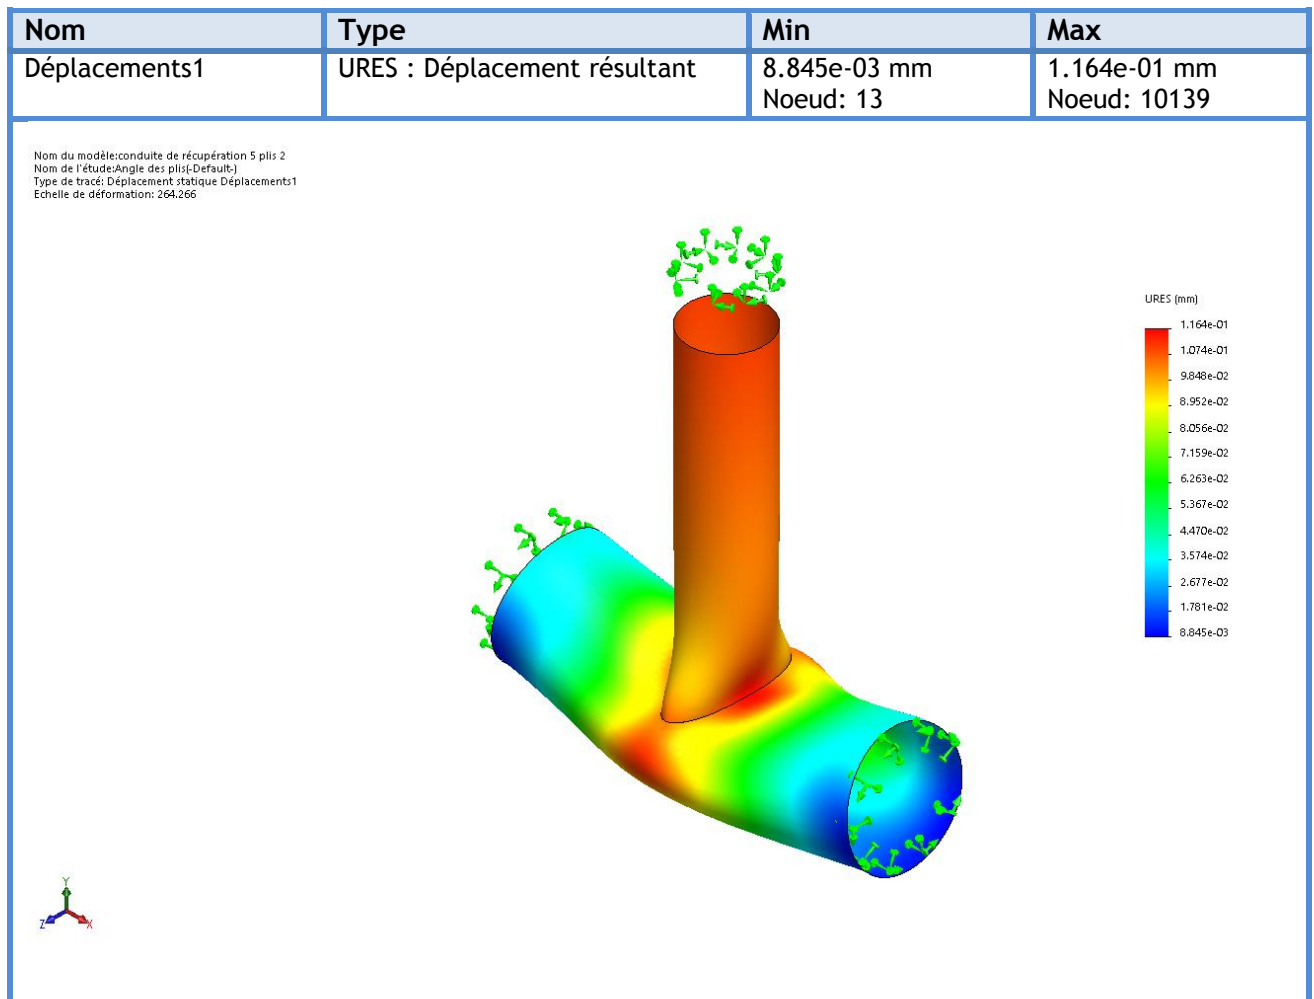 Nom Type Min Max
Déplacements1 URES : Déplacement résultant 8.845e-03 mm 1.164e-01 mm
Noeud: 13 Noeud: 10139
Nom du modèle:conduite de récupération 5 plis 2
Nom de l'étude:Angle des plis(-Default-)
Type de tracé: Déplacement statique Déplacements1
Echelle de déformation: 264.266
URES (mm)
1.164e-01
1.074e-01
9.848e-02
8.952e-02
8.056e-02
7.159e-02
6.263e-02
5.367e-02
4.470e-02
3.574e-02
2.677e-02
1.781e-02
8.845e-03
Y
Z X